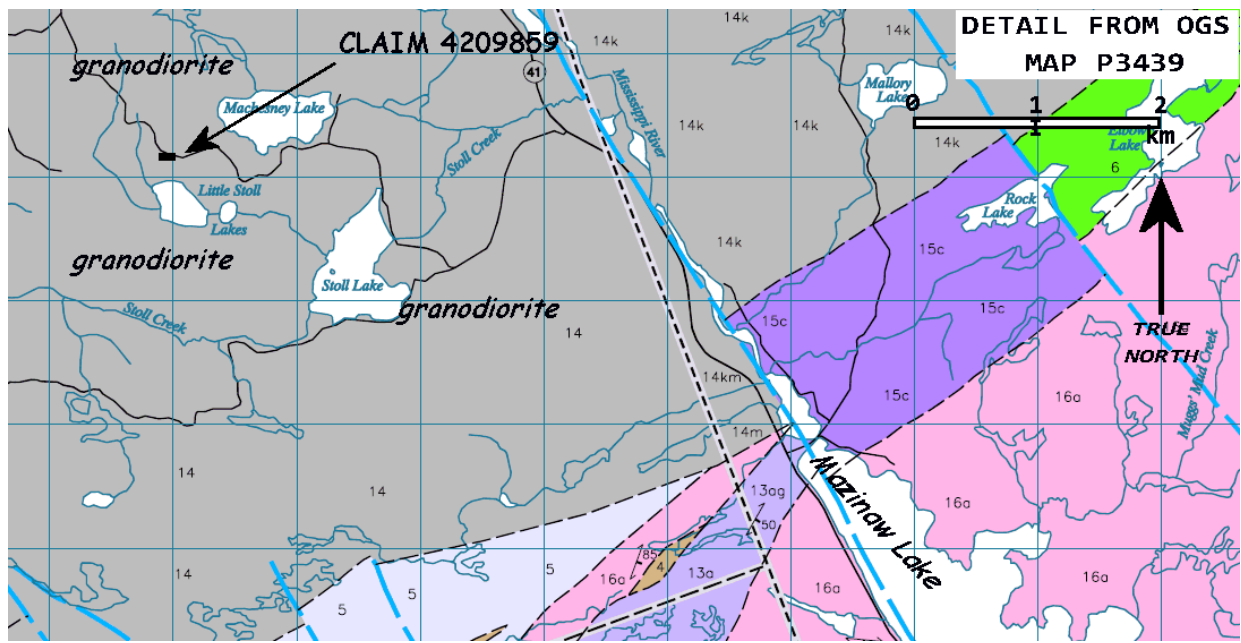 DETAIL FROM OGS
MAP P3439
CLAIM 4209859
14k
14k
41
granodiorite
Mississippi River
Mallory
Lake
0
1
2
km
Machesney Lake
14k
14k
14k
14k
Elbow
Lake
Stoll Creek
6
Little Stoll
Lakes
Rock
Lake
14k
15c
granodiorite
Stoll Lake
granodiorite
Stoll Creek
14
15c
15c
TRUE
NORTH
Muggs' Mud Creek
14km
15c
16a
14m
14
14
13ag
Mazinaw Lake
16a
50
85
14
5
16a
4
13a
16a
5
5
16a